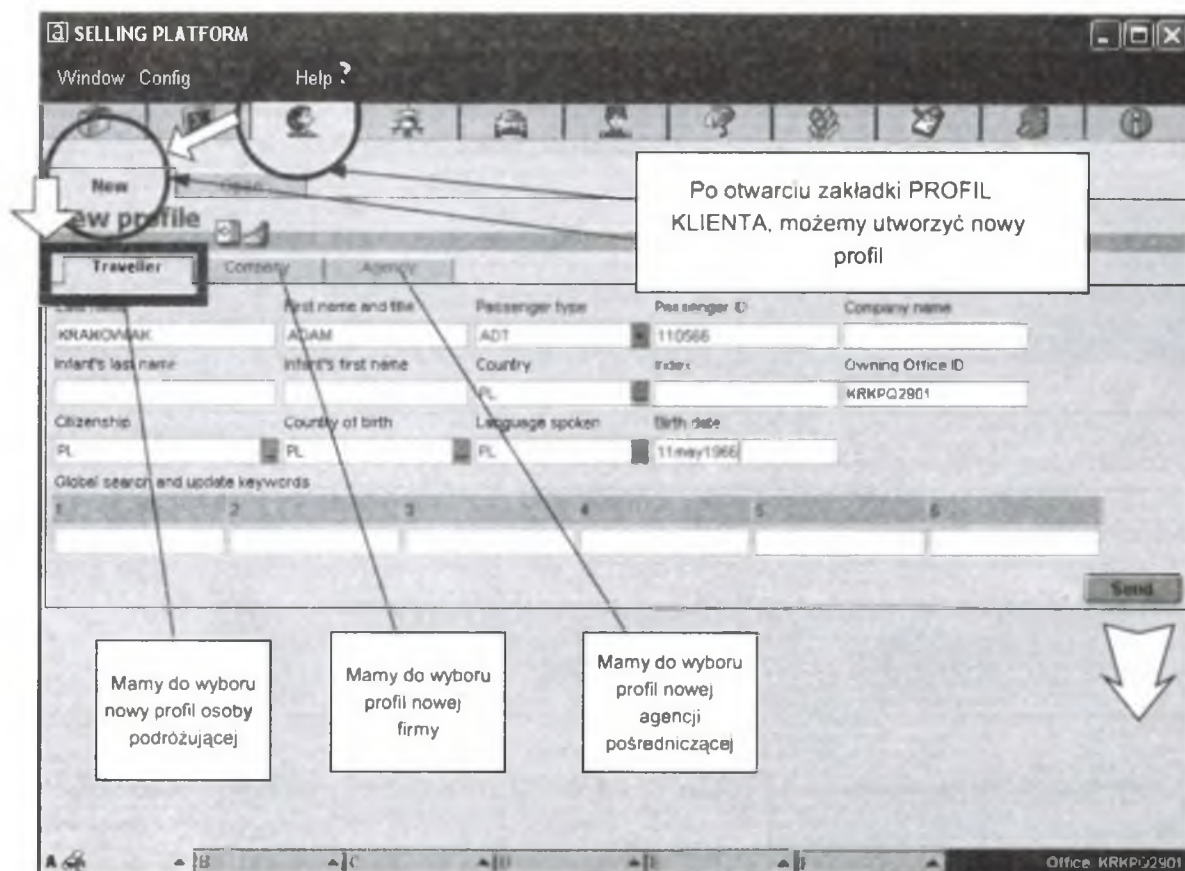 a SELLING PLATFORM
Window Config Help ?
New Open
New profile
Po otwarciu zakładki PROFIL
KLIENTA, możemy utworzyć nowy
profil
Traveller Company Agency
Last name First name and title Passenger type Passenger ID Company name
KRAKOWIAK ADAM ADT 110566
Infant's last name Infant's first name Country Index Owning Office ID
PL KRKPQ2901
Citizenship Country of birth Language spoken Birth date
PL PL PL 11may1966
Global search and update keywords
1 2 3 4 5 6
Send
Mamy do wyboru
nowy profil osoby
podróżującej
Mamy do wyboru
profil nowej
firmy
Mamy do wyboru
profil nowej
agencji
pośredniczącej
A B C D E F Office KRKPQ2901